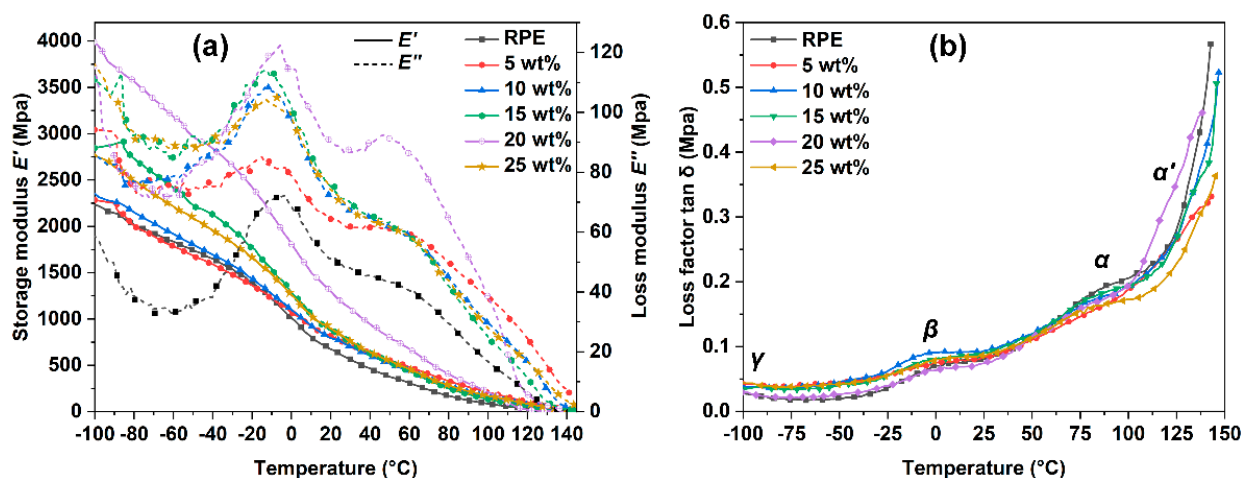 (a)
E'
E''
RPE
5 wt%
10 wt%
15 wt%
20 wt%
25 wt%
Storage modulus E'' (Mpa)
4000
3500
3000
2500
2000
1500
1000
500
0
Loss modulus E'' (Mpa)
120
100
80
60
40
20
0
-100 -80 -60 -40 -20 0 20 40 60 80 100 120 140
Temperature (°C)
(b)
RPE
5 wt%
10 wt%
15 wt%
20 wt%
25 wt%
Loss factor tan δ (Mpa)
0.6
0.5
0.4
0.3
0.2
0.1
0.0
γ
β
α
α'
-100 -75 -50 -25 0 25 50 75 100 125 150
Temperature (°C)